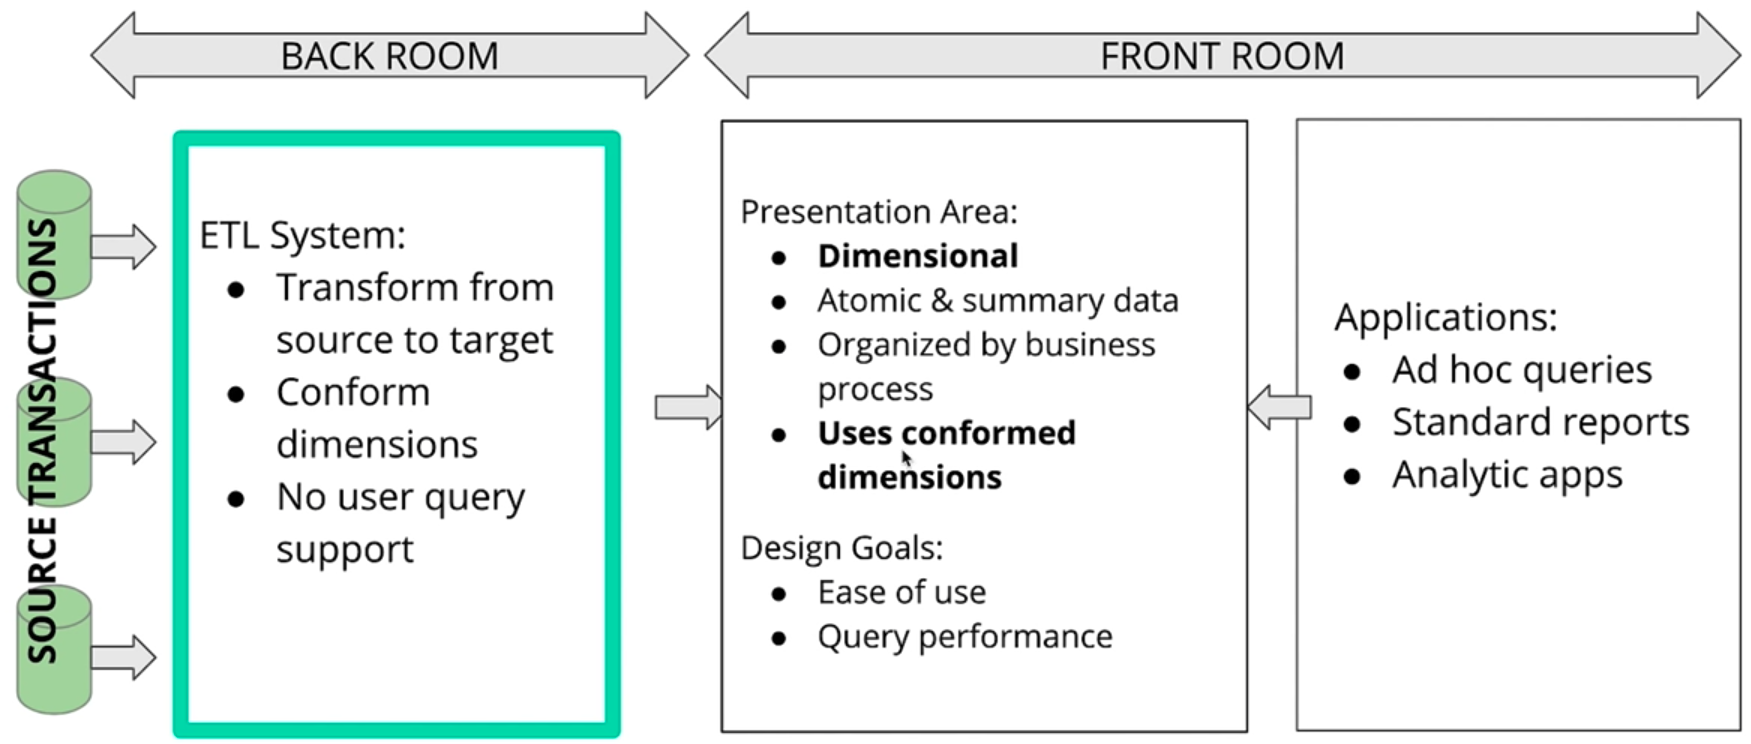 BACK ROOM
FRONT ROOM
SOURCE TRANSACTIONS
ETL System:
● Transform from
source to target
● Conform
dimensions
● No user query
support
Presentation Area:
● Dimensional
● Atomic & summary data
● Organized by business
process
● Uses conformed
dimensions
Design Goals:
● Ease of use
● Query performance
Applications:
● Ad hoc queries
● Standard reports
● Analytic apps